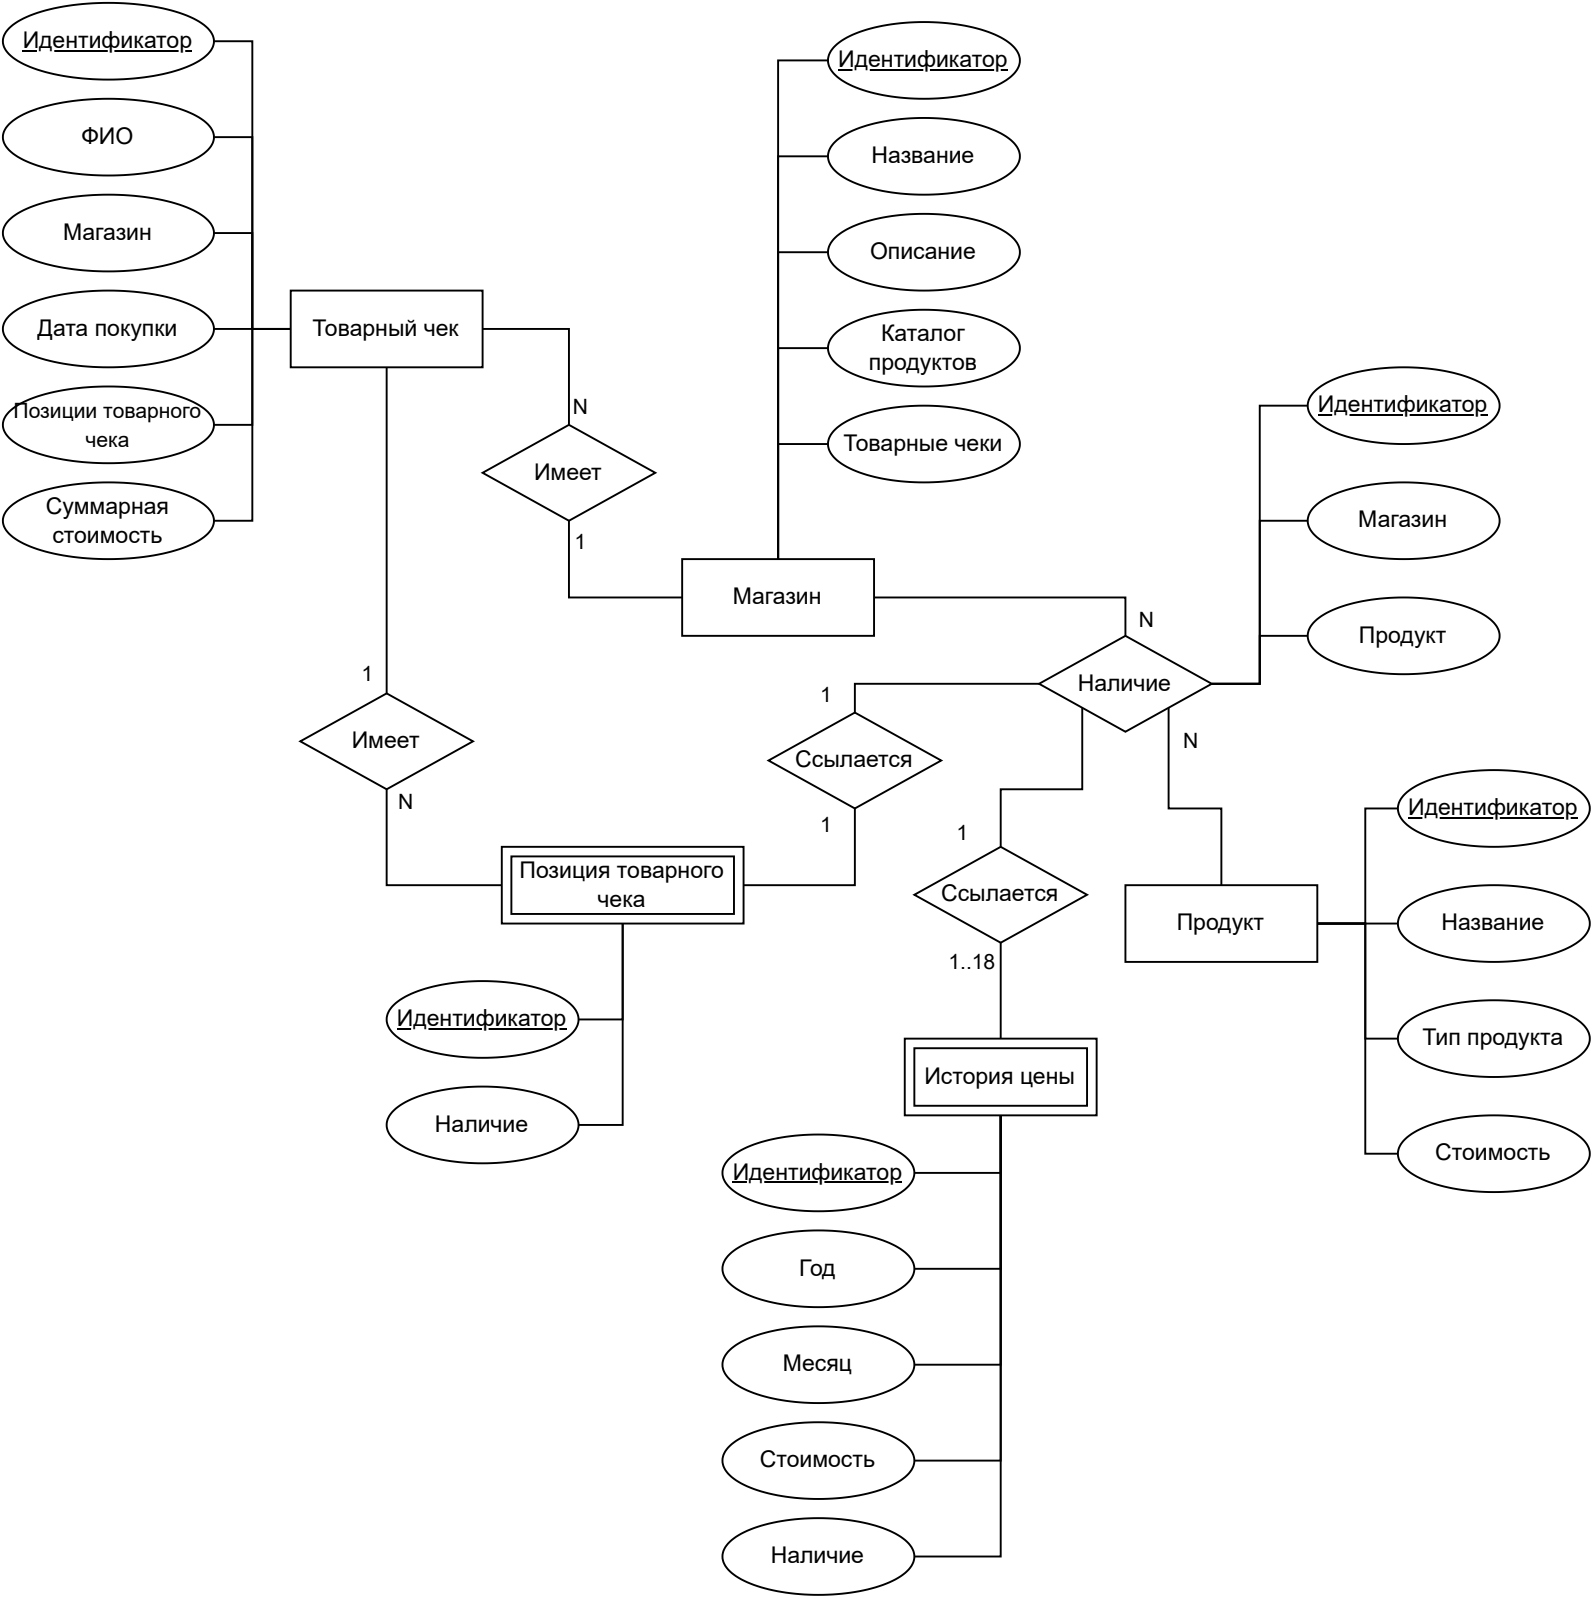 Идентификатор
ФИО
Магазин
Дата покупки
Позиции товарного
чека
Суммарная
стоимость
Товарный чек
N
Имеет
1
Идентификатор
Название
Описание
Каталог
продуктов
Товарные чеки
Магазин
N
Наличие
N
Идентификатор
Магазин
Продукт
1
Имеет
N
1
Ссылается
1
1
Ссылается
1..18
Позиция товарного
чека
Идентификатор
Наличие
Продукт
Идентификатор
Название
Тип продукта
Стоимость
История цены
Идентификатор
Год
Месяц
Стоимость
Наличие